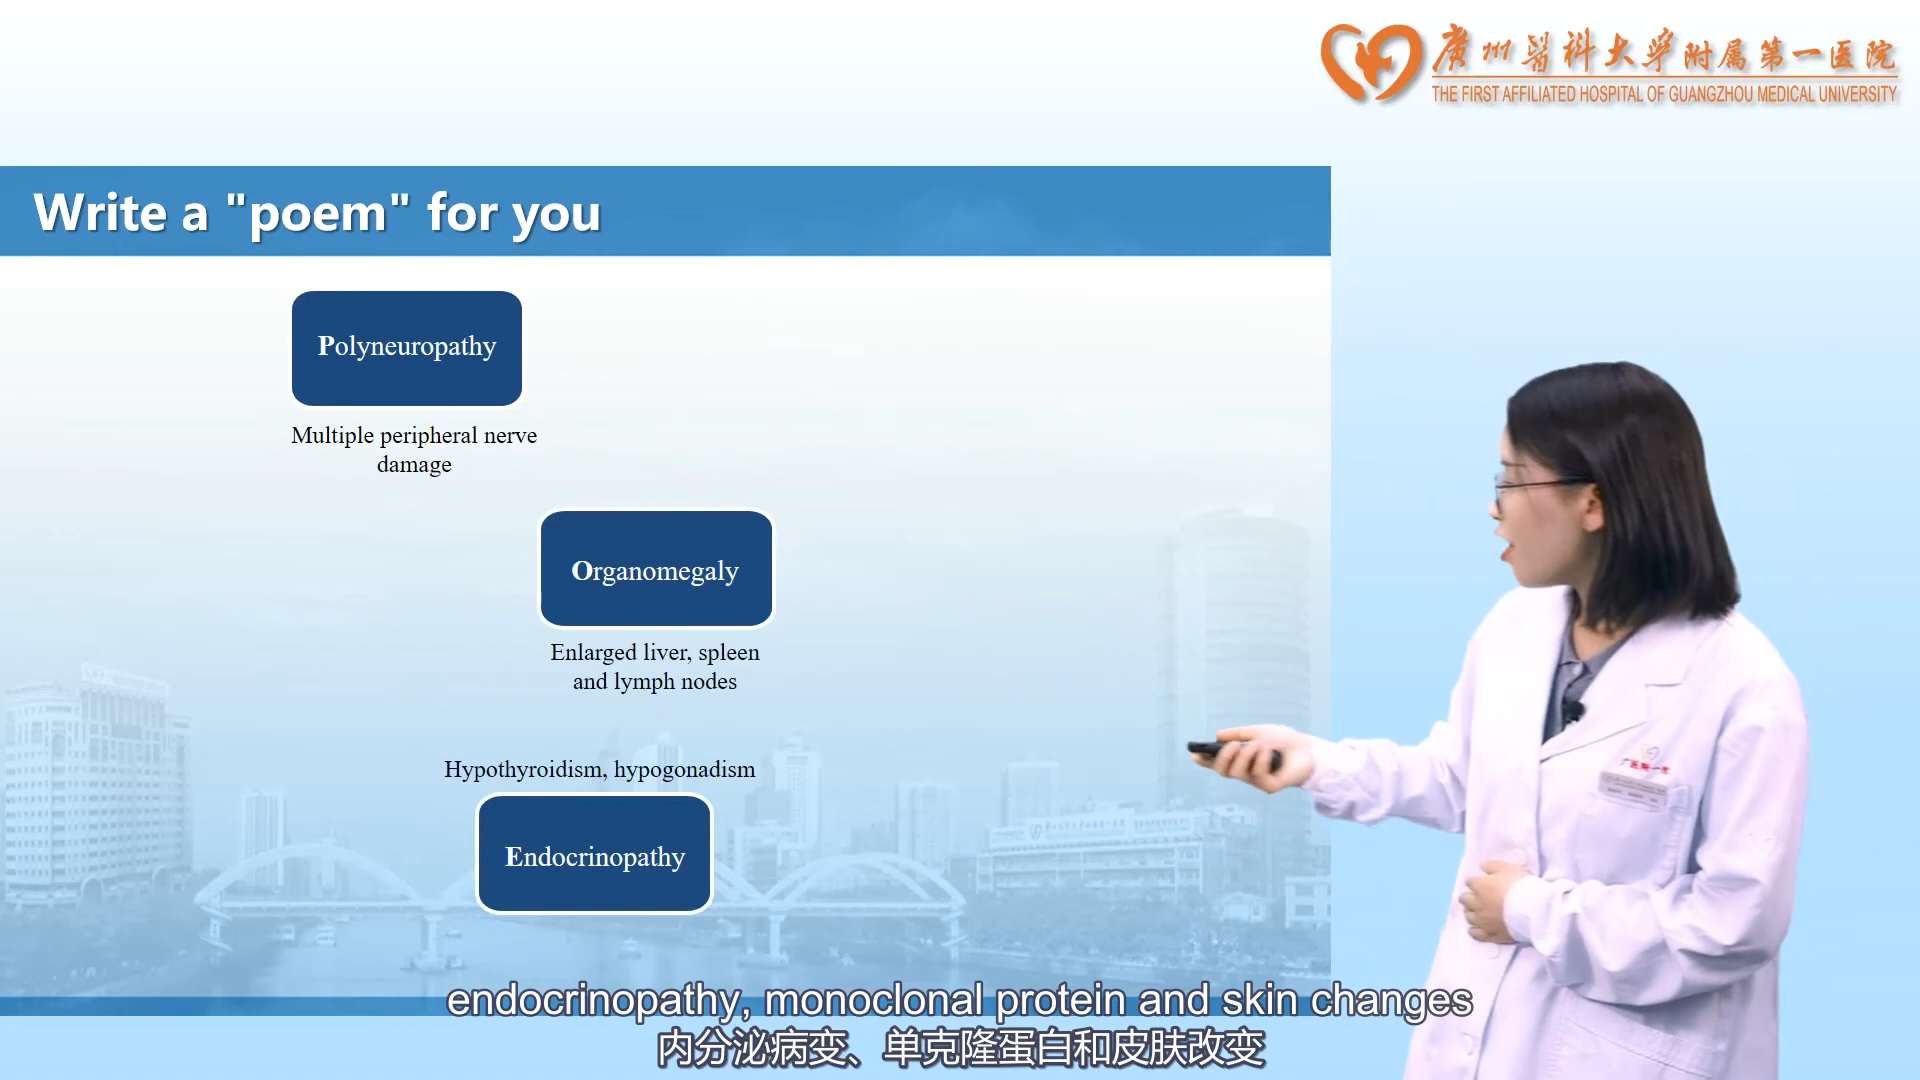 廣州醫科大學附属第一医院
THE FIRST AFFILIATED HOSPITAL OF GUANGZHOU MEDICAL UNIVERSITY
Write a "poem" for you
Polyneuropathy
Multiple peripheral nerve
damage
Organomegaly
Enlarged liver, spleen
and lymph nodes
Hypothyroidism, hypogonadism
Endocrinopathy
endocrinopathy, monoclonal protein and skin changes
内分泌病变、单克隆蛋白和皮肤改变